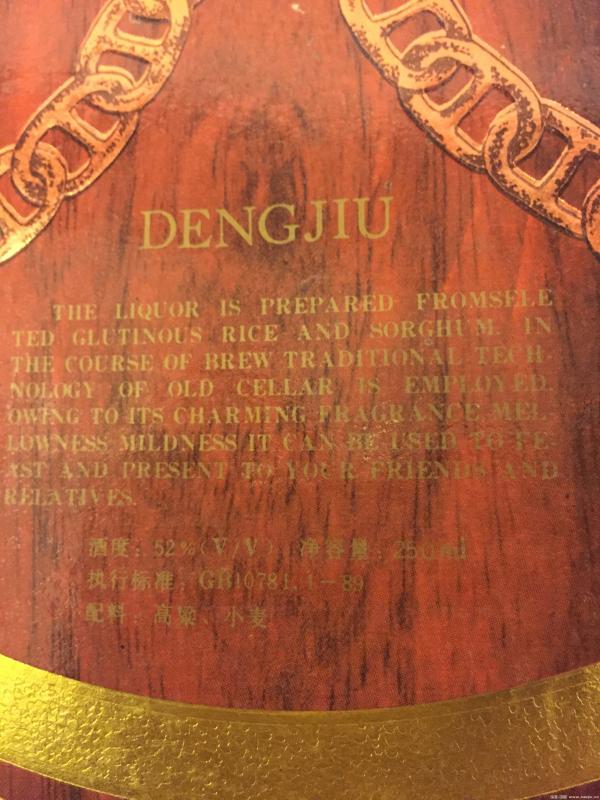 DENGJIU
THE LIQUOR IS PREPARED FROMSELE
TED GLUTINOUS RICE AND SORGHUM. IN
THE COURSE OF BREW TRADITIONAL TECH-
NOLOGY OF OLD CELLAR IS EMPLOYED.
OWING TO ITS CHARMING FRAGRANCE MEL-
LOWNESS MILDNESS IT CAN BE USED TO FE-
AST AND PRESENT TO YOUR FRIENDS AND
RELATIVES.
酒度：52%（V/V） 净容量：250ml
执行标准：GB10781.1－89
配料：高粱、小麦